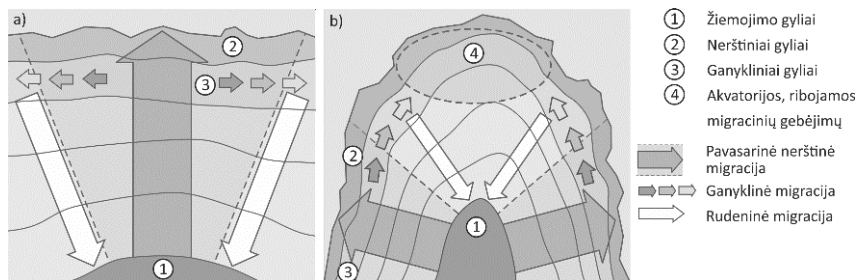 a)
2
3
1
b)
4
2
1
3
1 Žiemojimo gyliai
2 Nerštiniai gyliai
3 Ganykliniai gyliai
4 Akvatorijos, ribojamos
migracinių gebėjimų
Pavasarinė nerštinė
migracija
Ganyklinė migracija
Rudeninė migracija